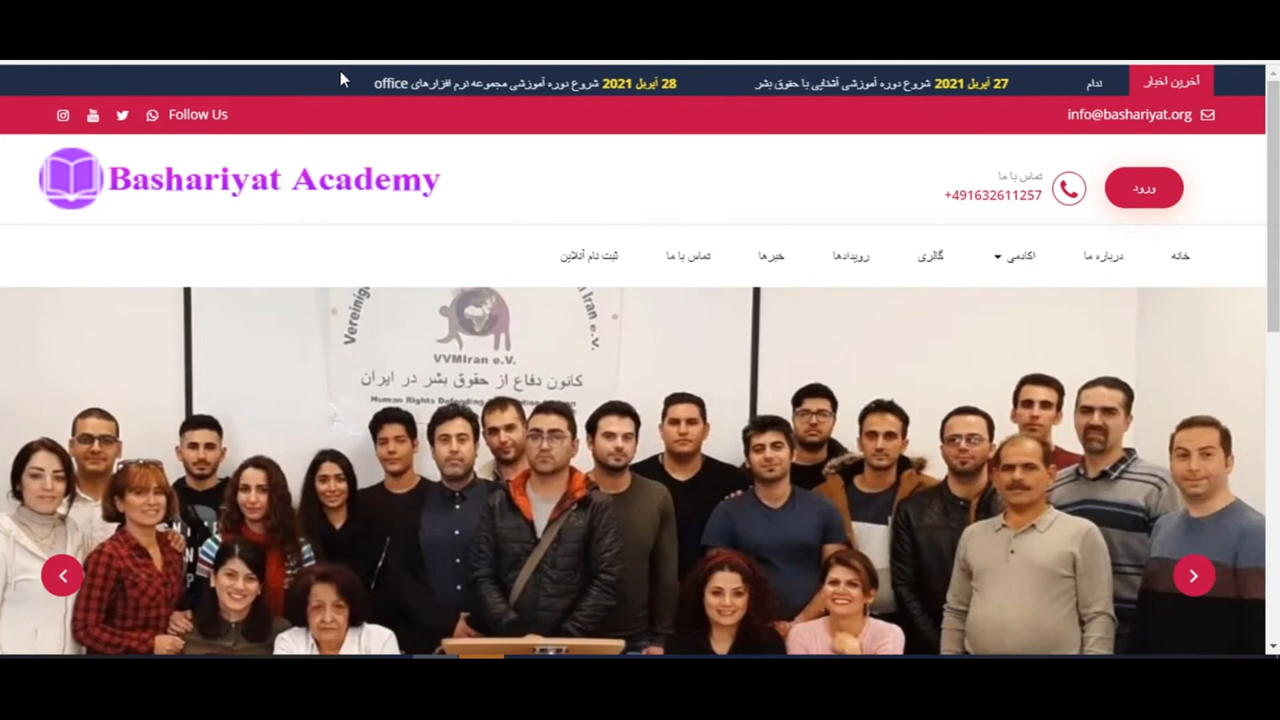 آخرین اخبار
27 آپریل 2021 شروع دوره آموزشی آشنایی با حقوق بشر
28 آپریل 2021 شروع دوره آموزشی مجموعه نرم افزارهای office
Follow Us
info@bashariyat.org
Bashariyat Academy
تماس با ما
+491632611257
ورود
خانه
درباره ما
اکادمی
گالری
رویدادها
خبرها
تماس با ما
ثبت نام آنلاین
VVMIran e.V.
کانون دفاع از حقوق بشر در ایران
Human Rights